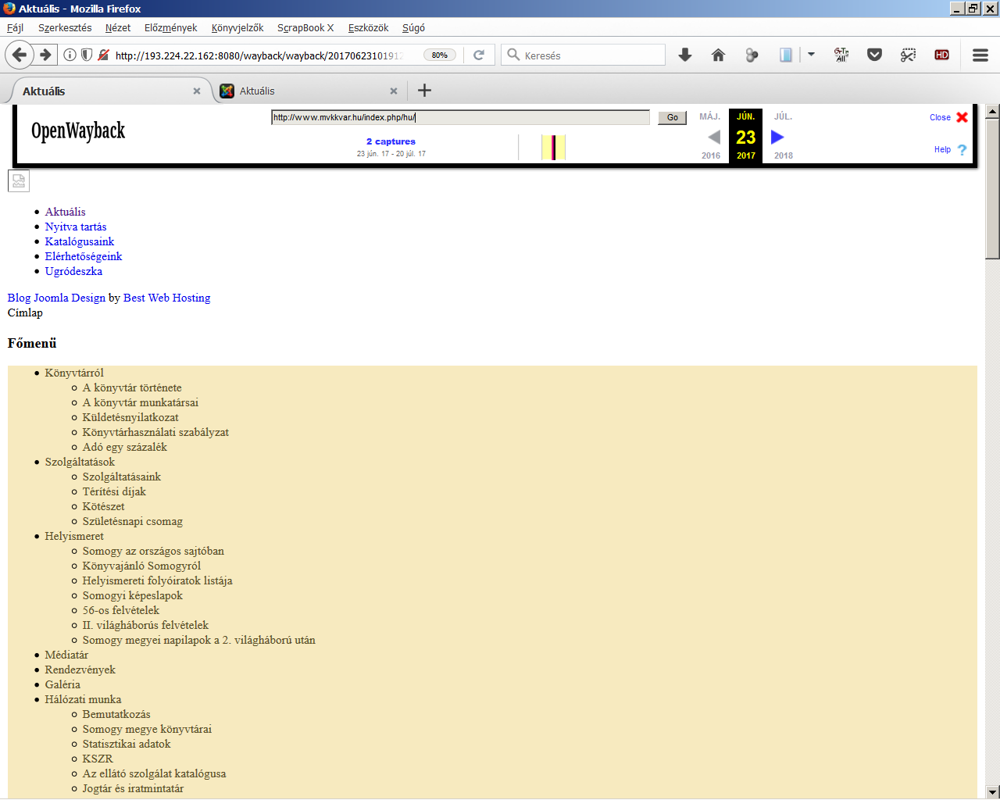 Aktuális - Mozilla Firefox
Fájl Szerkesztés Nézet Előzmények Könyvjelzők ScrapBook X Eszközök Súgó
http://193.224.22.162:8080/wayback/wayback/2017062310191 80% Keresés HD
Aktuális Aktuális
OpenWayback
http://www.mvkkvar.hu/index.php/hu/ Go
2 captures
23 jún. 17 - 20 júl. 17
MÁJ. JÚN. JÚL.
23
2016 2017 2018
Close
Help ?
Aktuális
Nyitva tartás
Katalógusaink
Elérhetőségeink
Ugródeszka
Blog Joomla Design by Best Web Hosting
Címlap
Főmenü
Könyvtárról
A könyvtár története
A könyvtár munkatársai
Küldetésnyilatkozat
Könyvtárhasználati szabályzat
Adó egy százalék
Szolgáltatások
Szolgáltatásaink
Térítési díjak
Kötészet
Születésnapi csomag
Helyismeret
Somogy az országos sajtóban
Könyvajánló Somogyról
Helyismereti folyóiratok listája
Somogyi képeslapok
56-os felvételek
II. világháborús felvételek
Somogy megyei napilapok a 2. világháború után
Médiatár
Rendezvények
Galéria
Hálózati munka
Bemutatkozás
Somogy megye könyvtárai
Statisztikai adatok
KSZR
Az ellátó szolgálat katalógusa
Jogtár és iratmintatár